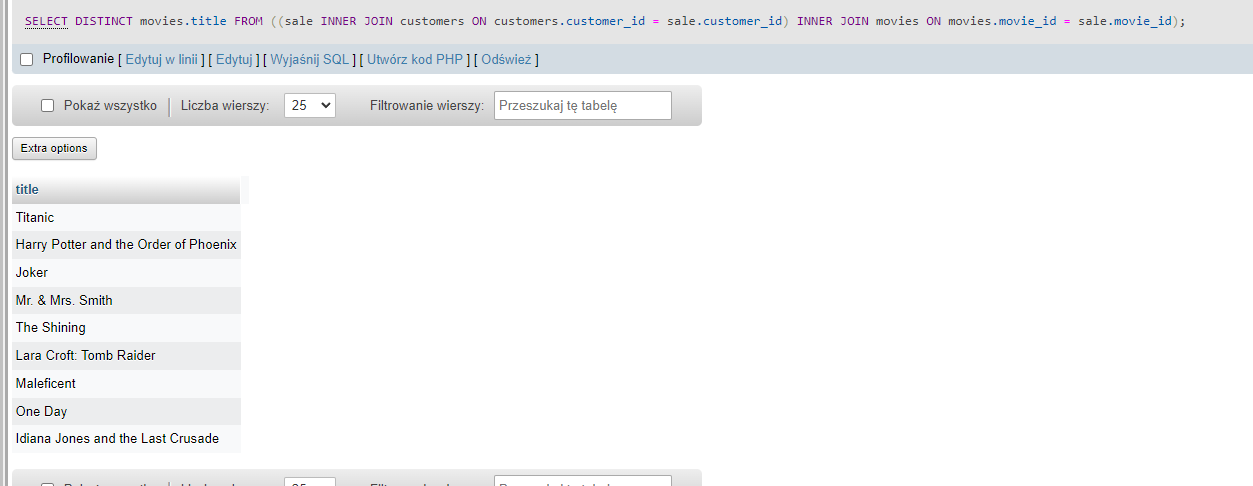 SELECT DISTINCT movies.title FROM ((sale INNER JOIN customers ON customers.customer_id = sale.customer_id) INNER JOIN movies ON movies.movie_id = sale.movie_id);
Profilowanie [ Edytuj w linii ] [ Edytuj ] [ Wyjaśnij SQL ] [ Utwórz kod PHP ] [ Odśwież ]
Pokaż wszystko Liczba wierszy: 25 Filtrowanie wierszy: Przeszukaj tę tabelę
Extra options
title
Titanic
Harry Potter and the Order of Phoenix
Joker
Mr. & Mrs. Smith
The Shining
Lara Croft: Tomb Raider
Maleficent
One Day
Idiana Jones and the Last Crusade